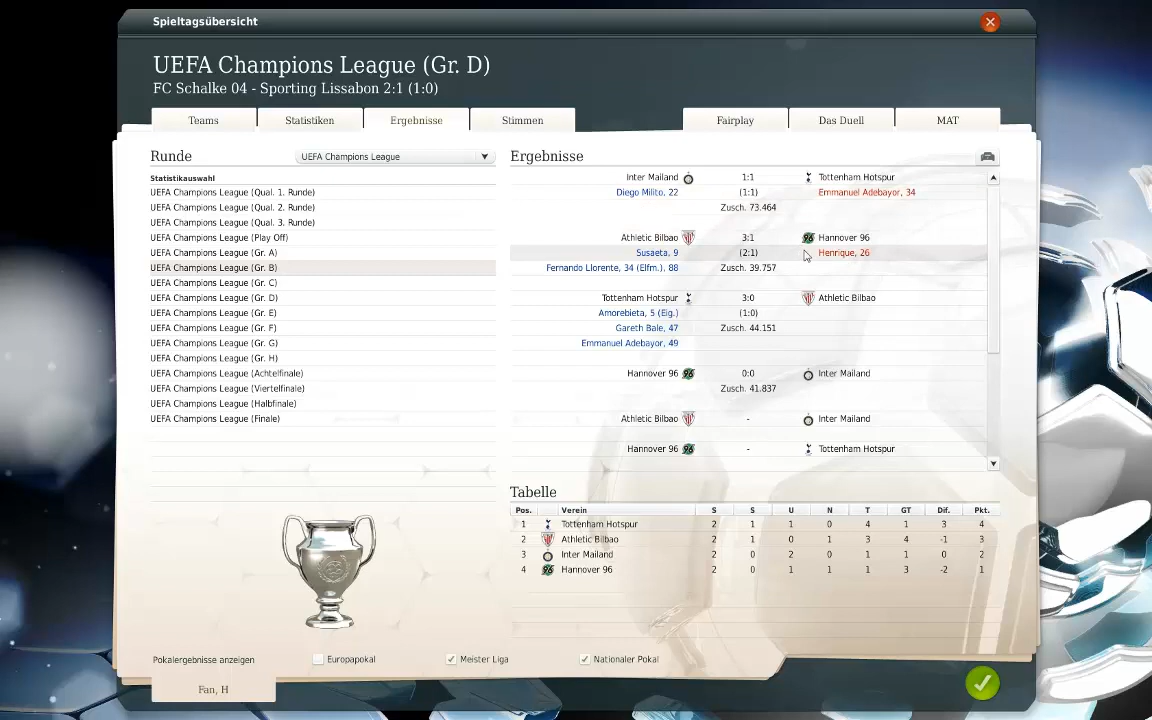 Spieltagsübersicht
UEFA Champions League (Gr. D)
FC Schalke 04 - Sporting Lissabon 2:1 (1:0)
Teams
Statistiken
Ergebnisse
Stimmen
Fairplay
Das Duell
MAT
Runde
UEFA Champions League
Statistikauswahl
UEFA Champions League (Qual. 1. Runde)
UEFA Champions League (Qual. 2. Runde)
UEFA Champions League (Qual. 3. Runde)
UEFA Champions League (Play Off)
UEFA Champions League (Gr. A)
UEFA Champions League (Gr. B)
UEFA Champions League (Gr. C)
UEFA Champions League (Gr. D)
UEFA Champions League (Gr. E)
UEFA Champions League (Gr. F)
UEFA Champions League (Gr. G)
UEFA Champions League (Gr. H)
UEFA Champions League (Achtelfinale)
UEFA Champions League (Viertelfinale)
UEFA Champions League (Halbfinale)
UEFA Champions League (Finale)
Ergebnisse
Inter Mailand 1:1 Tottenham Hotspur
Diego Milito, 22 (1:1) Emmanuel Adebayor, 34
Zusch. 73.464
Athletic Bilbao 3:1 Hannover 96
Susaeta, 9 (2:1) Henrique, 26
Fernando Llorente, 34 (Elfm.), 88 Zusch. 39.757
Tottenham Hotspur 3:0 Athletic Bilbao
Amorebieta, 5 (Eig.) (1:0)
Gareth Bale, 47 Zusch. 44.151
Emmanuel Adebayor, 49
Hannover 96 0:0 Inter Mailand
Zusch. 41.837
Athletic Bilbao - Inter Mailand
Hannover 96 - Tottenham Hotspur
Tabelle
Pos. Verein S S U N T GT Dif. Pkt.
1 Tottenham Hotspur 2 1 1 0 4 1 3 4
2 Athletic Bilbao 2 1 0 1 3 4 -1 3
3 Inter Mailand 2 0 2 0 1 1 0 2
4 Hannover 96 2 0 1 1 1 3 -2 1
Pokalergebnisse anzeigen
Europapokal
Meister Liga
Nationaler Pokal
Fan, H